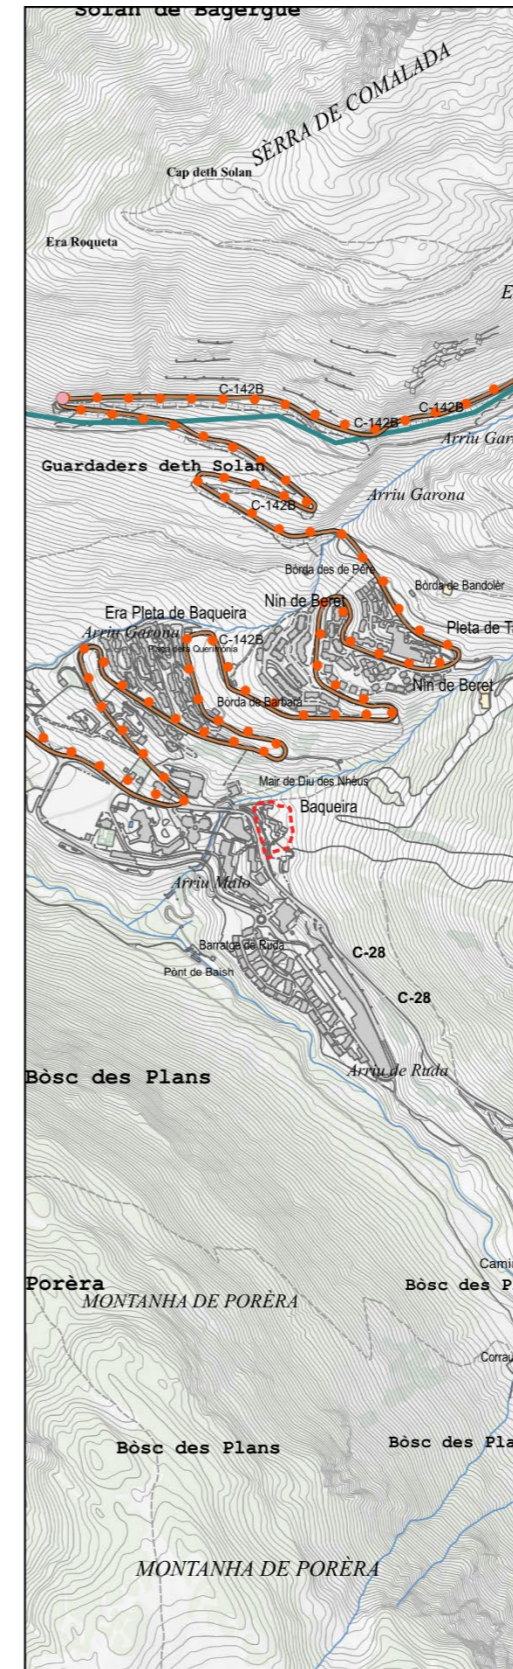 Solan de Bagergue
SÈRRA DE COMALADA
Cap deth Solan
Era Roqueta
E
C-142B
C-142B
C-142B
Arriu Gar
Guardaders deth Solan
Arriu Garona
C-142B
Bòrda des de Père
Bòrda de Bandolèr
Nin de Beret
Era Pleta de Baqueira
Pleta de T
Arriu Garona
C-142B
Nin de Beret
Bòrda de Barbara
Mair de Diu des Nhèus
Baqueira
Arriu Malo
Barratge de Ruda
C-28
Pònt de Baish
C-28
Arriu de Ruda
Bòsc des Plans
Cami
Porèra
Bòsc des P
MONTANHA DE PORÈRA
Corrau
Bòsc des Pla
Bòsc des Plans
MONTANHA DE PORÈRA